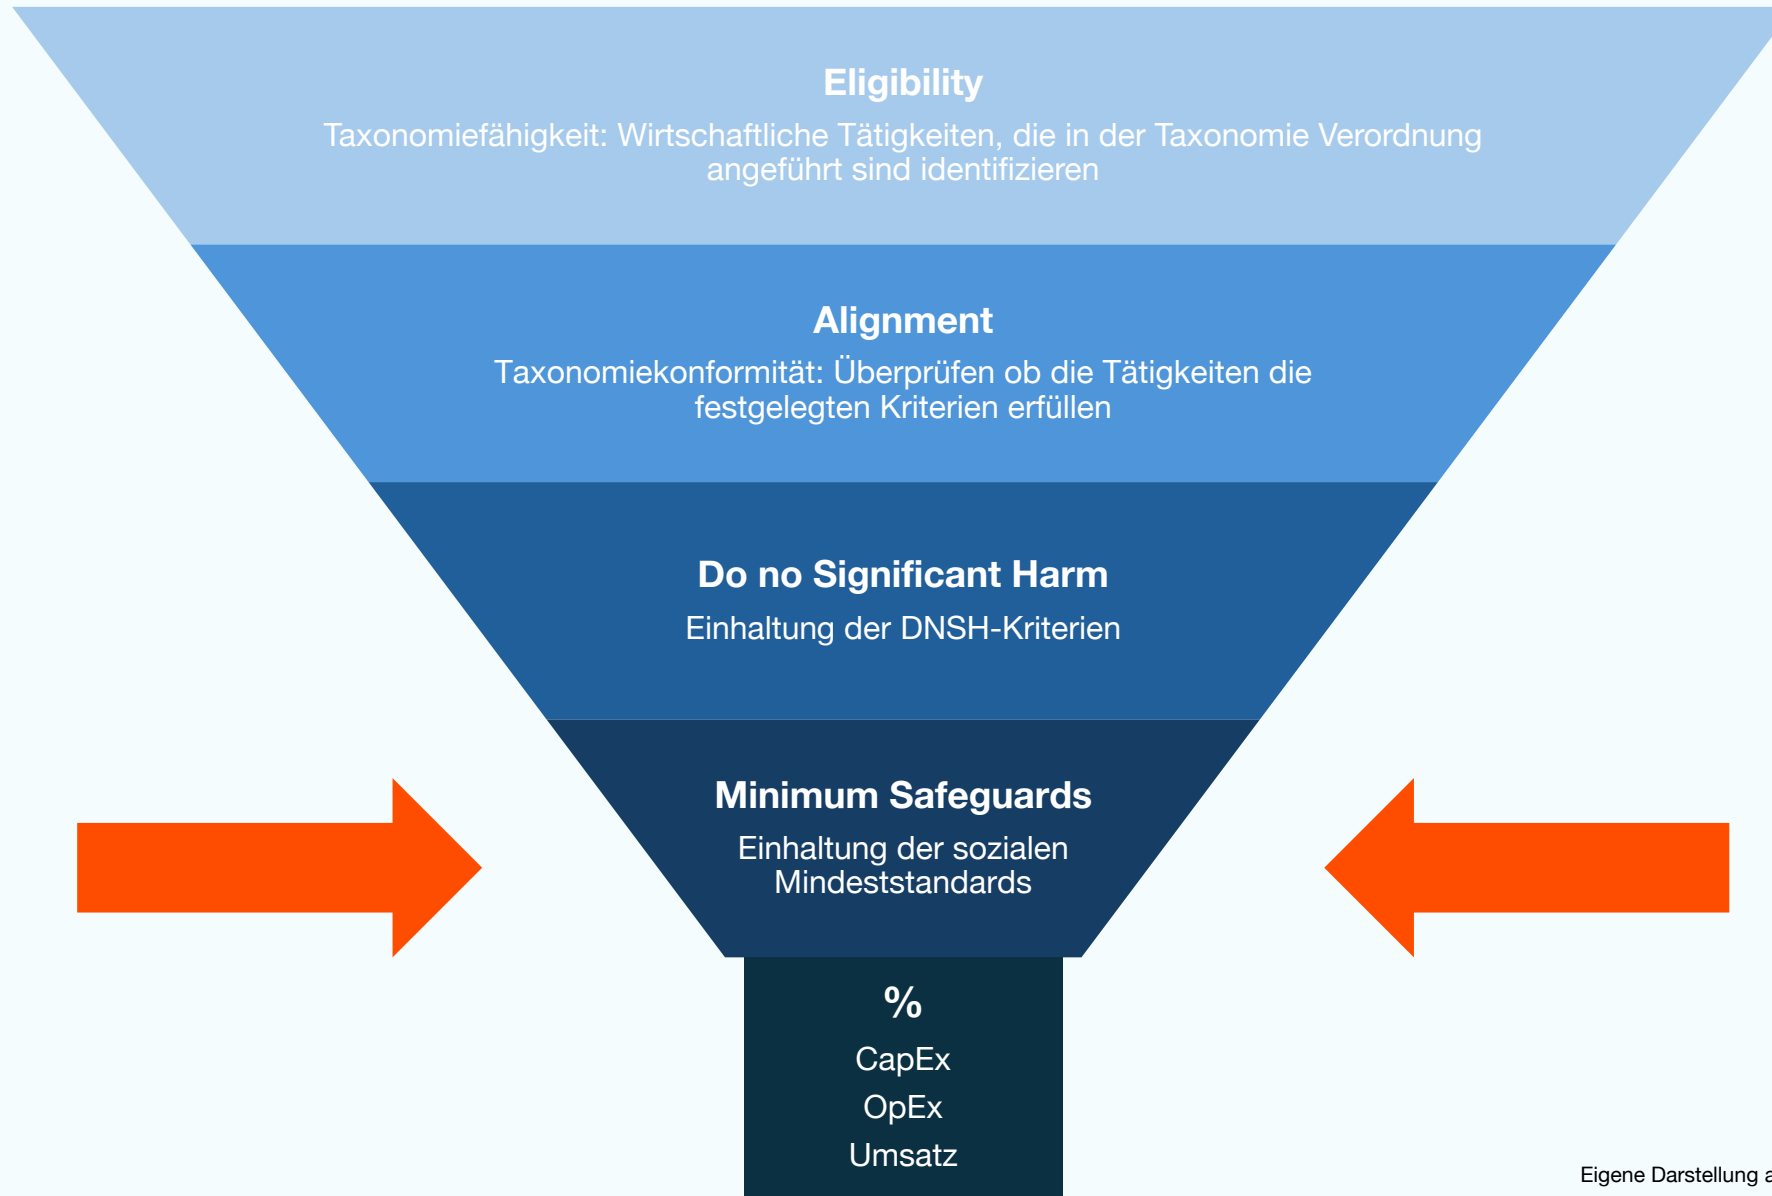 Eligibility
Taxonomiefähigkeit: Wirtschaftliche Tätigkeiten, die in der Taxonomie Verordnung
angeführt sind identifizieren
Alignment
Taxonomiekonformität: Überprüfen ob die Tätigkeiten die
festgelegten Kriterien erfüllen
Do no Significant Harm
Einhaltung der DNSH-Kriterien
Minimum Safeguards
Einhaltung der sozialen
Mindeststandards
%
CapEx
OpEx
Umsatz
Eigene Darstellung